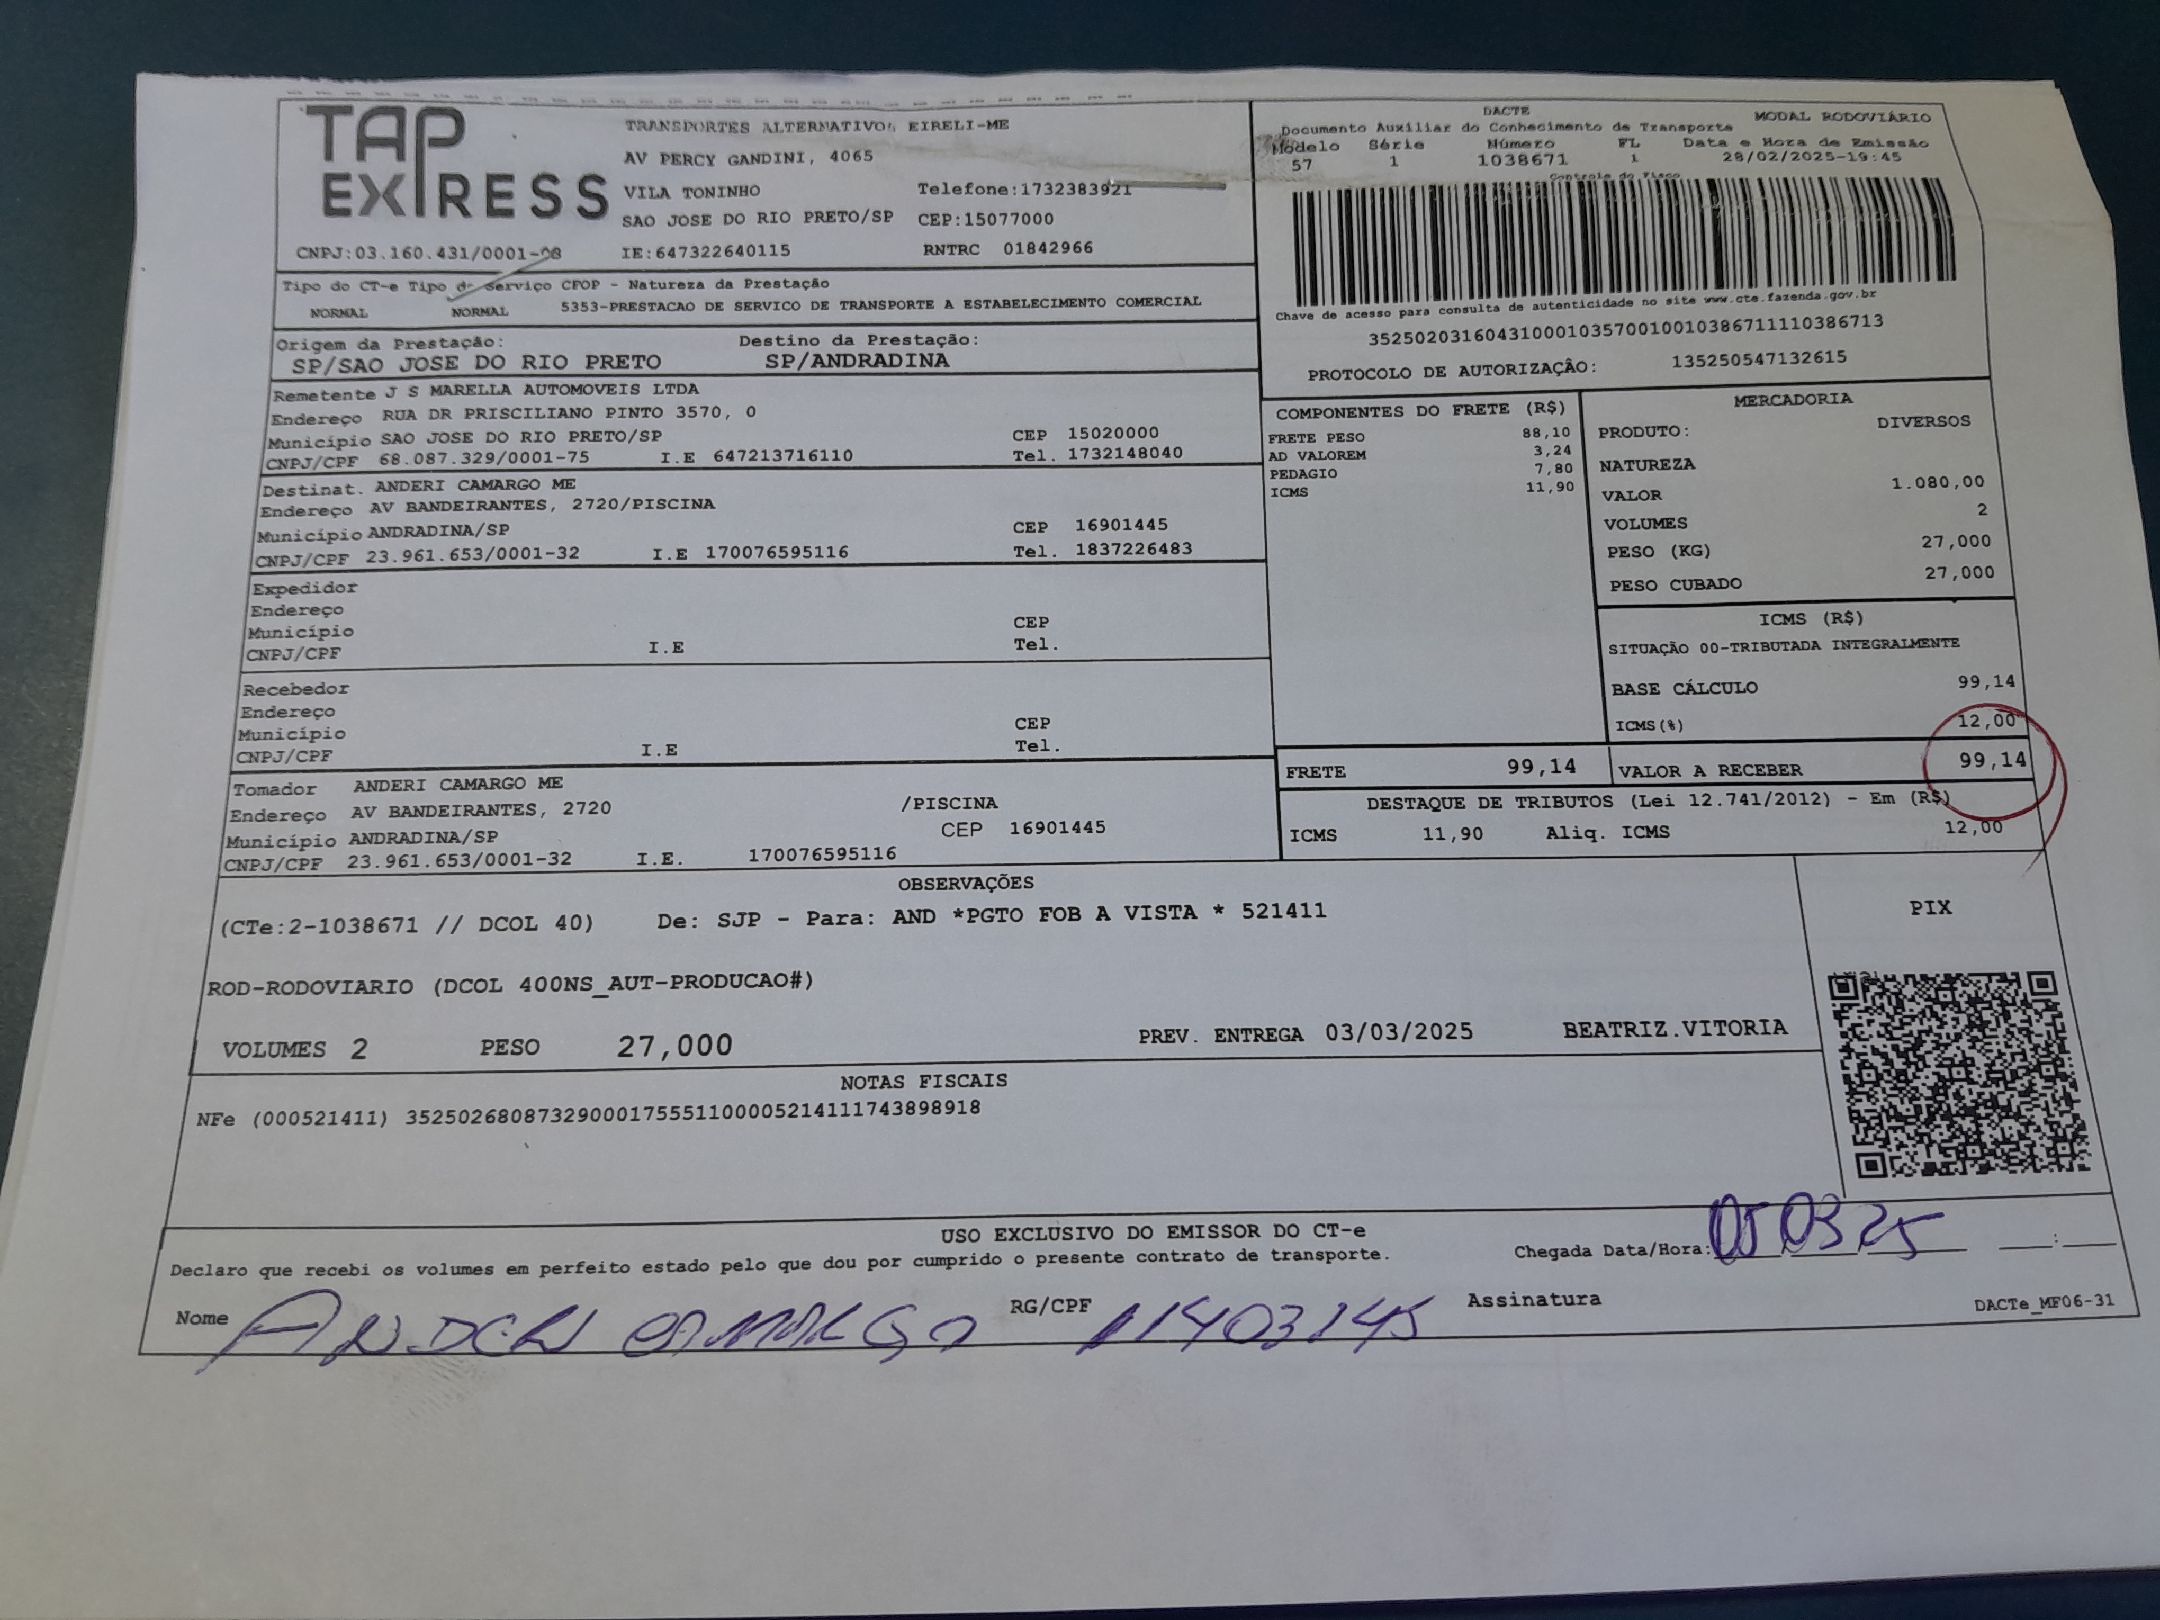 TAP
EXPRESS
TRANSPORTES ALTERNATIVOS EIRELI-ME
AV PERCY GANDINI, 4065
VILA TONINHO Telefone:1732383921
SAO JOSE DO RIO PRETO/SP CEP:15077000
CNPJ:03.160.431/0001-08 IE:647322640115 RNTRC 01842966
DACTE MODAL RODOVIÁRIO
Documento Auxiliar do Conhecimento de Transporte
Modelo Série Número FL Data e Hora de Emissão
57 1 1038671 1 28/02/2025-19:45
Controle do Fisco
Chave de acesso para consulta de autenticidade no site www.cte.fazenda.gov.br
35250203160431000103570010010386711110386713
PROTOCOLO DE AUTORIZAÇÂO: 135250547132615
Tipo do CT-e Tipo do Serviço CFOP - Natureza da Prestação
NORMAL NORMAL 5353-PRESTACAO DE SERVICO DE TRANSPORTE A ESTABELECIMENTO COMERCIAL
Origem da Prestação: Destino da Prestação:
SP/SAO JOSE DO RIO PRETO SP/ANDRADINA
Remetente J S MARELLA AUTOMOVEIS LTDA
Endereço RUA DR PRISCILIANO PINTO 3570, 0
Município SAO JOSE DO RIO PRETO/SP CEP 15020000
CNPJ/CPF 68.087.329/0001-75 I.E 647213716110 Tel. 1732148040
Destinat. ANDERI CAMARGO ME
Endereço AV BANDEIRANTES, 2720/PISCINA
Município ANDRADINA/SP CEP 16901445
CNPJ/CPF 23.961.653/0001-32 I.E 170076595116 Tel. 1837226483
Expedidor
Endereço
Município CEP
CNPJ/CPF I.E Tel.
Recebedor
Endereço
Município CEP
CNPJ/CPF I.E Tel.
Tomador ANDERI CAMARGO ME
Endereço AV BANDEIRANTES, 2720 /PISCINA
Município ANDRADINA/SP CEP 16901445
CNPJ/CPF 23.961.653/0001-32 I.E. 170076595116
COMPONENTES DO FRETE (R$)
FRETE PESO 88,10
AD VALOREM 3,24
PEDAGIO 7,80
ICMS 11,90
MERCADORIA
PRODUTO: DIVERSOS
NATUREZA
VALOR 1.080,00
VOLUMES 2
PESO (KG) 27,000
PESO CUBADO 27,000
ICMS (R$)
SITUAÇÃO 00-TRIBUTADA INTEGRALMENTE
BASE CÁLCULO 99,14
ICMS(%) 12,00
FRETE 99,14 VALOR A RECEBER 99,14
DESTAQUE DE TRIBUTOS (Lei 12.741/2012) - Em (R$)
ICMS 11,90 Aliq. ICMS 12,00
OBSERVAÇÕES
(CTe:2-1038671 // DCOL 40) De: SJP - Para: AND *PGTO FOB A VISTA * 521411
ROD-RODOVIARIO (DCOL 400NS_AUT-PRODUCAO#)
VOLUMES 2 PESO 27,000 PREV. ENTREGA 03/03/2025 BEATRIZ.VITORIA
PIX
NOTAS FISCAIS
NFe (000521411) 35250268087329000175551100005214111743898918
USO EXCLUSIVO DO EMISSOR DO CT-e
Declaro que recebi os volumes em perfeito estado pelo que dou por cumprido o presente contrato de transporte. Chegada Data/Hora: 05 03 25 :
Nome ANDERI CAMARGO RG/CPF Assinatura DACTe_MF06-31